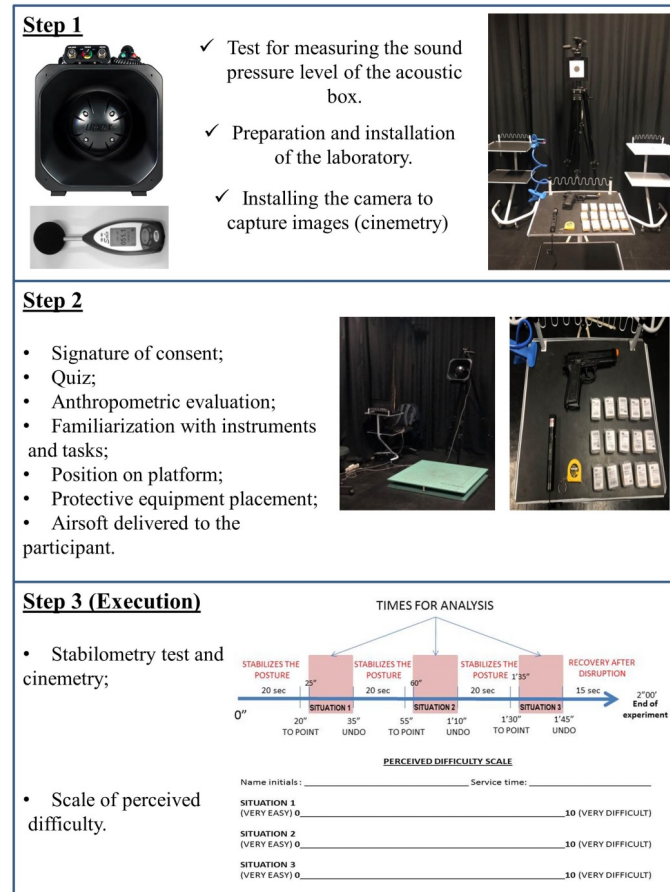 Step 1
✓ Test for measuring the sound
pressure level of the acoustic
box.
✓ Preparation and installation
of the laboratory.
✓ Installing the camera to
capture images (cinemetry)
Step 2
• Signature of consent;
• Quiz;
• Anthropometric evaluation;
• Familiarization with instruments
and tasks;
• Position on platform;
• Protective equipment placement;
• Airsoft delivered to the
participant.
Step 3 (Execution)
• Stabilometry test and
cinemetry;
TIMES FOR ANALYSIS
STABILIZES THE POSTURE
20 sec
25"
SITUATION 1
STABILIZES THE POSTURE
20 sec
60"
SITUATION 2
STABILIZES THE POSTURE
20 sec
1'35"
SITUATION 3
RECOVERY AFTER DISRUPTION
15 sec
2"00'
End of experiment
0"
20"
TO POINT
35"
UNDO
55"
TO POINT
1'10"
UNDO
1'30"
TO POINT
1'45"
UNDO
• Scale of perceived
difficulty.
PERCEIVED DIFFICULTY SCALE
Name initials : Service time:
SITUATION 1
(VERY EASY) 0 10 (VERY DIFFICULT)
SITUATION 2
(VERY EASY) 0 10 (VERY DIFFICULT)
SITUATION 3
(VERY EASY) 0 10 (VERY DIFFICULT)